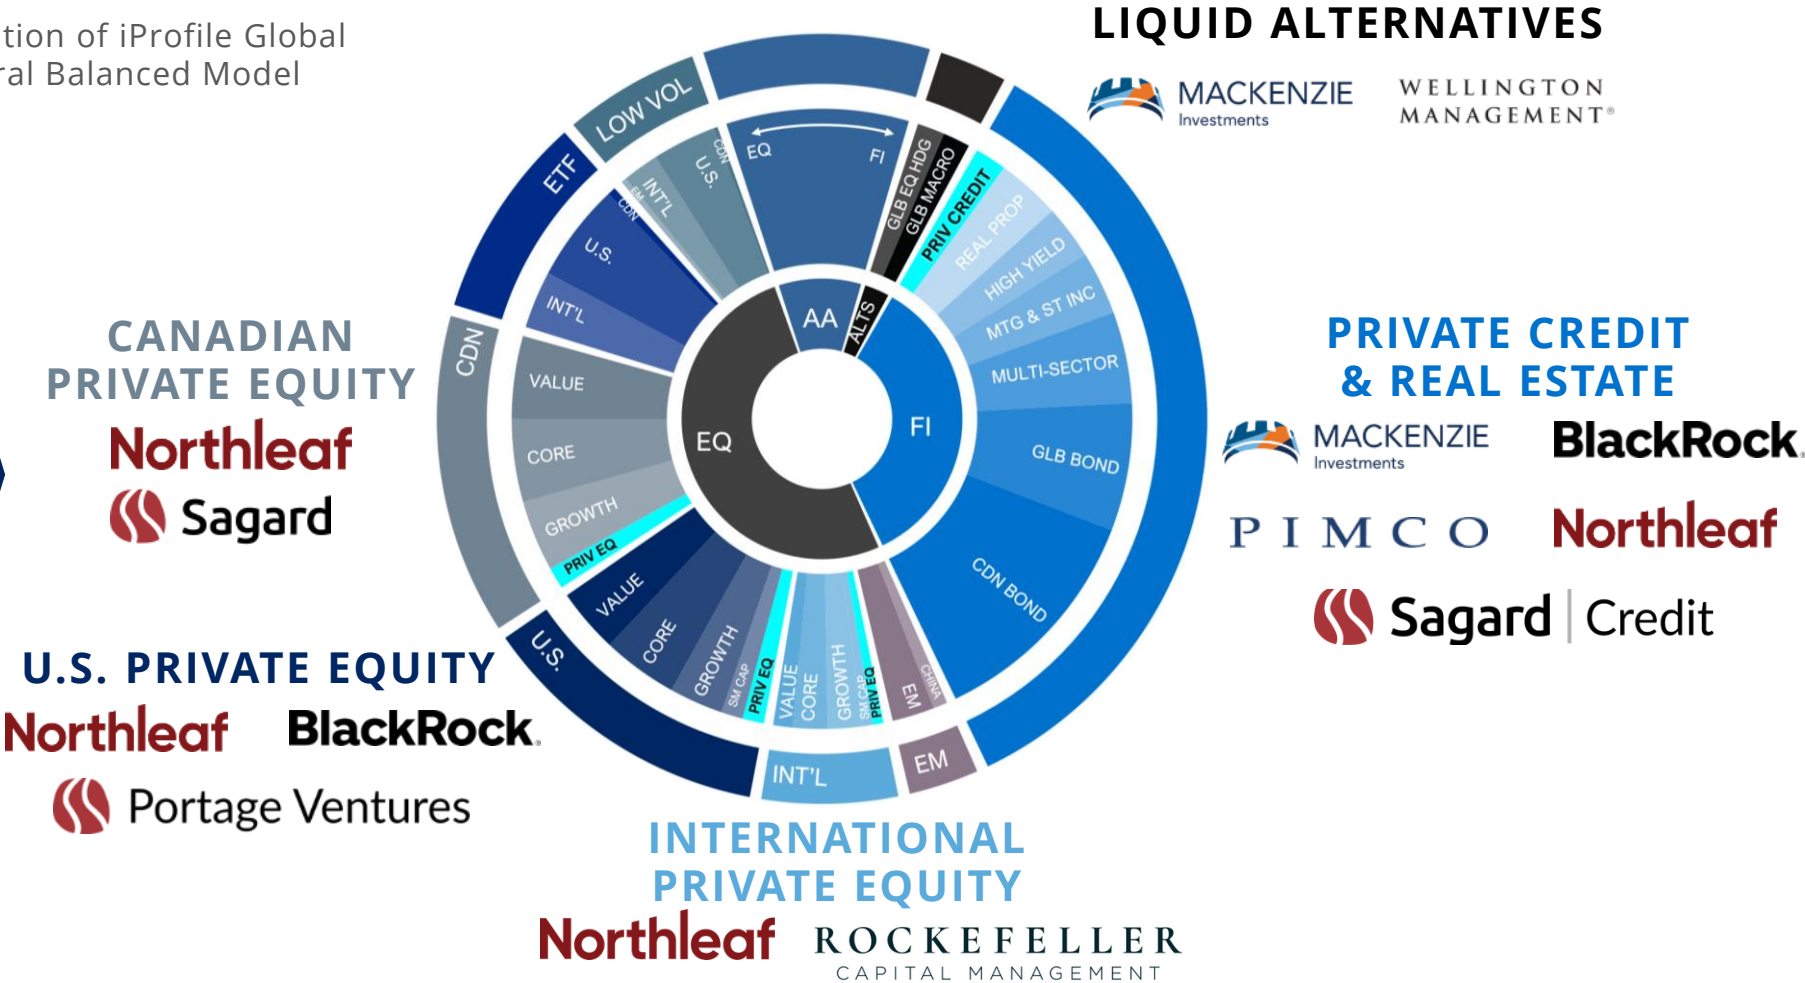 tion of iProfile Global
ral Balanced Model
LIQUID ALTERNATIVES
MACKENZIE
Investments
WELLINGTON
MANAGEMENT®
LOW VOL
ETF
CDN
U.S.
INT'L
EM
EQ
FI
GLB EQ HDG
GLB MACRO
PRIV CREDIT
REAL PROP
HIGH YIELD
MTG & ST INC
MULTI-SECTOR
GLB BOND
CDN BOND
CDN
U.S.
INT'L
EM
CDN
U.S.
INT'L
VALUE
CORE
GROWTH
PRIV EQ
VALUE
CORE
GROWTH
SM CAP
PRIV EQ
VALUE
CORE
GROWTH
SM CAP
PRIV EQ
EM
CHINA
AA
ALTS
EQ
FI
CANADIAN
PRIVATE EQUITY
Northleaf
Sagard
U.S. PRIVATE EQUITY
Northleaf
BlackRock.
Portage Ventures
PRIVATE CREDIT
& REAL ESTATE
MACKENZIE
Investments
BlackRock.
PIMCO
Northleaf
Sagard | Credit
INTERNATIONAL
PRIVATE EQUITY
Northleaf
ROCKEFELLER
CAPITAL MANAGEMENT